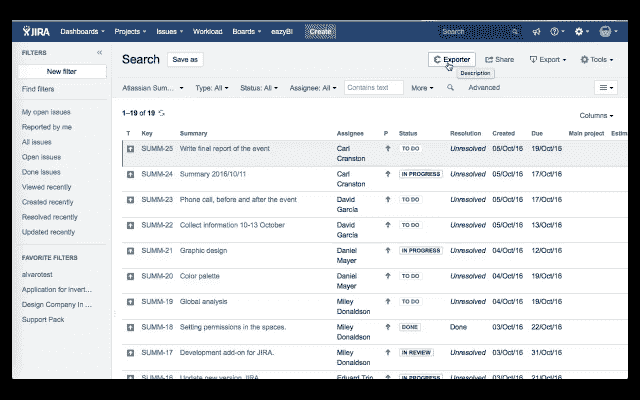 JIRA Dashboards Projects Issues Workload Boards eazyBI Create Search
FILTERS
New filter
Find filters
My open issues
Reported by me
All issues
Open issues
Done issues
Viewed recently
Created recently
Resolved recently
Updated recently
FAVORITE FILTERS
alvarotest
Application for invert...
Design Company In ...
Support Pack
Search Save as Exporter Share Export Tools
Description
Atlassian Sum... Type: All Status: All Assignee: All Contains text More Advanced
1–19 of 19
Columns
T Key Summary Assignee P Status Resolution Created Due Main project Estim
SUMM-25 Write final report of the event Carl Cranston TO DO Unresolved 06/Oct/16 19/Oct/16
SUMM-24 Summary 2016/10/11 Carl Cranston IN PROGRESS Unresolved 05/Oct/16 17/Oct/16
SUMM-23 Phone call, before and after the event David Garcia TO DO Unresolved 05/Oct/16 17/Oct/16
SUMM-22 Collect information 10-13 October David Garcia TO DO Unresolved 05/Oct/16 13/Oct/16
SUMM-21 Graphic design Daniel Mayer IN PROGRESS Unresolved 04/Oct/16 12/Oct/16
SUMM-20 Color palette Daniel Mayer TO DO Unresolved 04/Oct/16 19/Oct/16
SUMM-19 Global analysis Miley Donaldson TO DO Unresolved 04/Oct/16 19/Oct/16
SUMM-18 Setting permissions in the spaces. Miley Donaldson DONE Done 03/Oct/16 22/Oct/16
SUMM-17 Development add-on for JIRA. Miley Donaldson IN REVIEW Unresolved 03/Oct/16 31/Oct/16
SUMM-16 Update new version JIRA Eduard Trin IN PROGRESS Unresolved 03/Oct/16 21/Oct/16